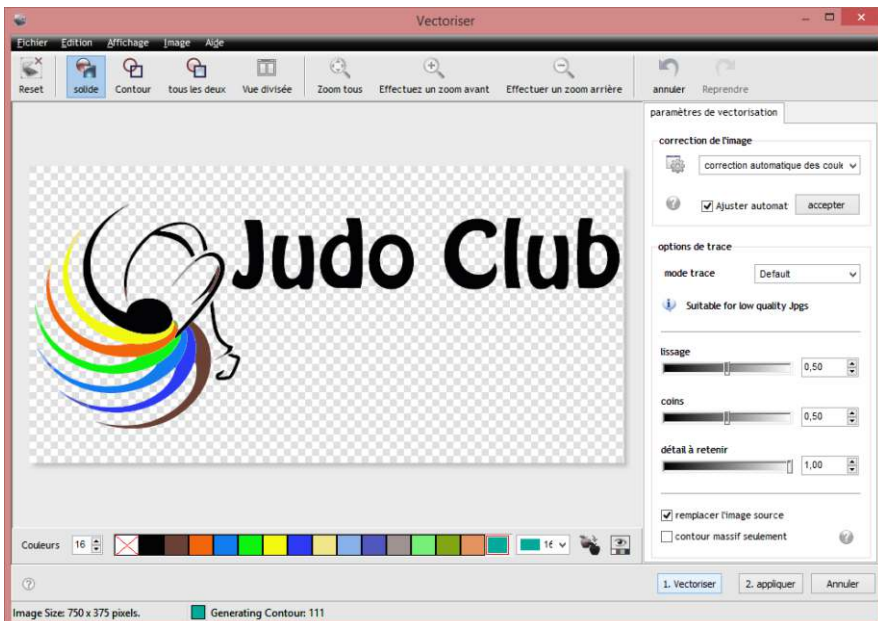 Vectoriser
Fichier Edition Affichage Image Aide
Reset solide Contour tous les deux Vue divisée Zoom tous Effectuez un zoom avant Effectuer un zoom arrière annuler Reprendre
paramètres de vectorisation
correction de l'image
correction automatique des coule
Ajuster automat accepter
options de trace
mode trace Default
Suitable for low quality Jpgs
lissage
0,50
coins
0,50
détail à retenir
1,00
remplacer l'image source
contour massif seulement
Judo Club
Couleurs 16 16
1. Vectoriser 2. appliquer Annuler
Image Size: 750 x 375 pixels. Generating Contour: 111